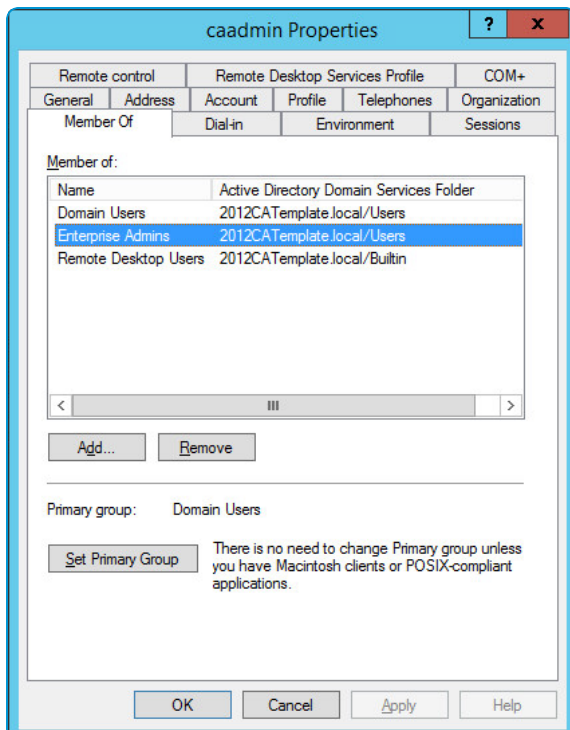 caadmin Properties
?
x
Remote control
Remote Desktop Services Profile
COM+
General
Address
Account
Profile
Telephones
Organization
Member Of
Dial-in
Environment
Sessions
Member of:
Name
Active Directory Domain Services Folder
Domain Users
2012CATemplate.local/Users
Enterprise Admins
2012CATemplate.local/Users
Remote Desktop Users
2012CATemplate.local/Builtin
Add...
Remove
Primary group:
Domain Users
Set Primary Group
There is no need to change Primary group unless
you have Macintosh clients or POSIX-compliant
applications.
OK
Cancel
Apply
Help